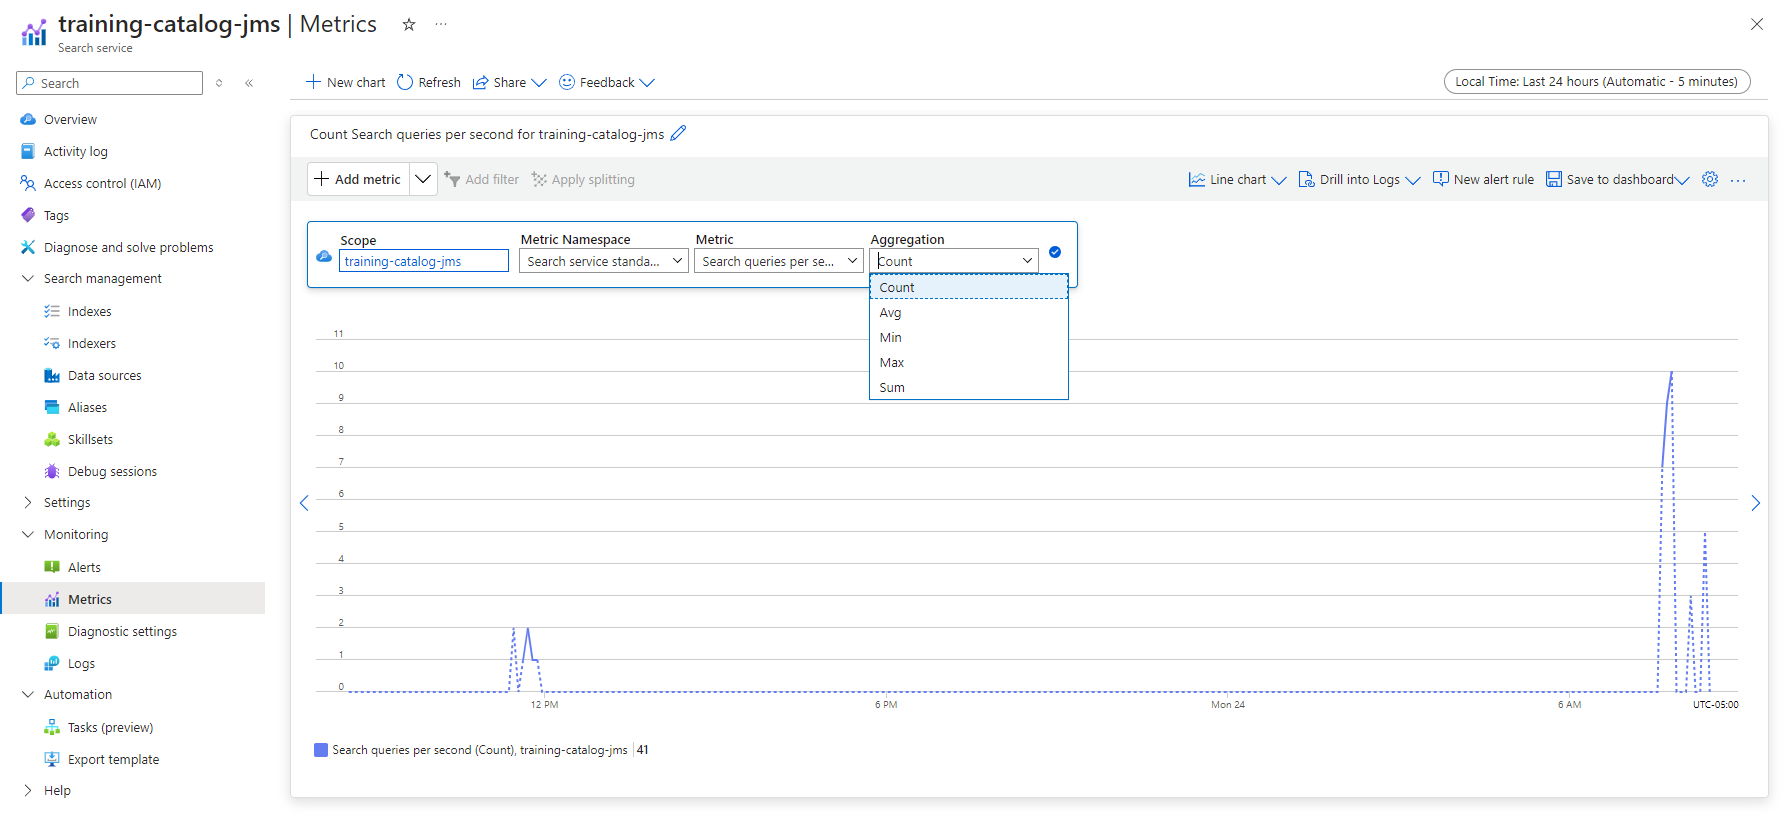 training-catalog-jms | Metrics
Search service
Search
Overview
Activity log
Access control (IAM)
Tags
Diagnose and solve problems
Search management
Indexes
Indexers
Data sources
Aliases
Skillsets
Debug sessions
Settings
Monitoring
Alerts
Metrics
Diagnostic settings
Logs
Automation
Tasks (preview)
Export template
Help
New chart Refresh Share Feedback
Local Time: Last 24 hours (Automatic - 5 minutes)
Count Search queries per second for training-catalog-jms
Add metric Add filter Apply splitting
Line chart Drill into Logs New alert rule Save to dashboard
Scope Metric Namespace Metric Aggregation
training-catalog-jms Search service standa... Search queries per se... Count
Count
Avg
Min
Max
Sum
11
10
9
8
7
6
5
4
3
2
1
0
12 PM 6 PM Mon 24 6 AM UTC-05:00
Search queries per second (Count), training-catalog-jms 41